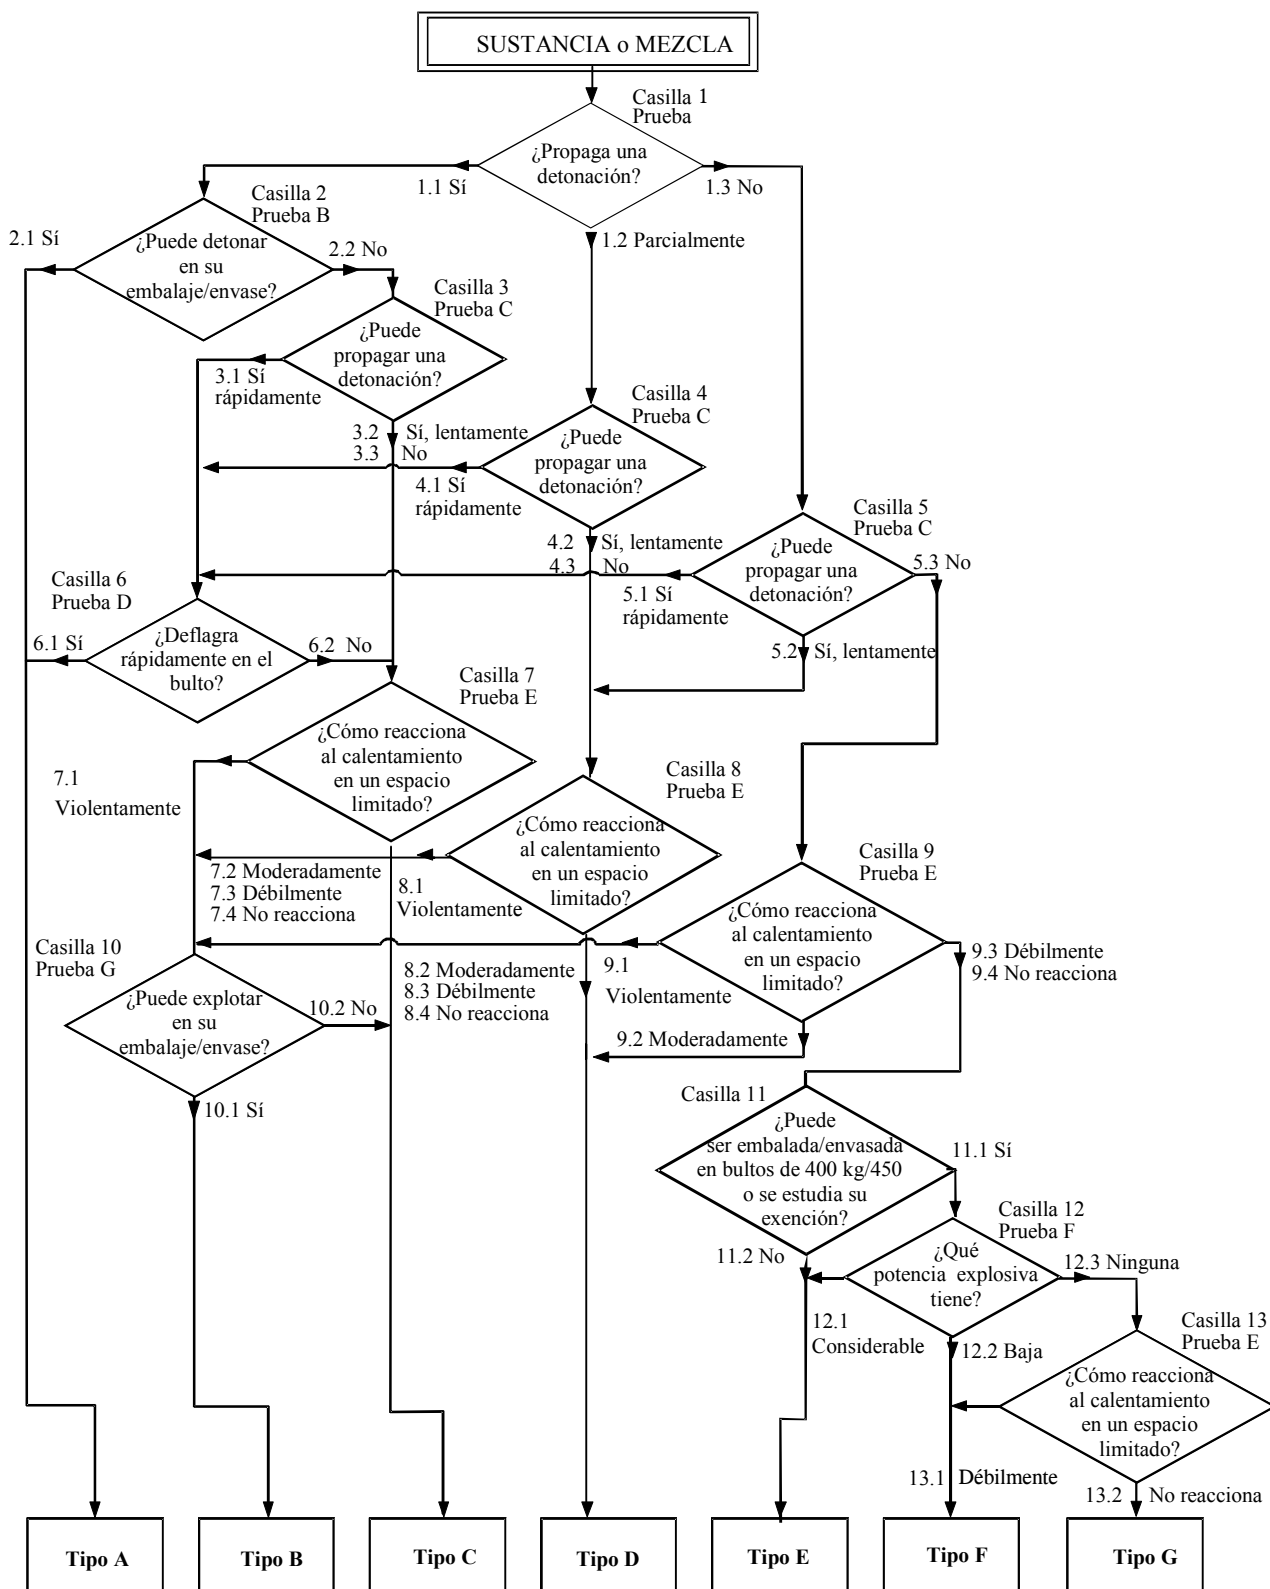 SUSTANCIA o MEZCLA
Casilla 1
Prueba
¿Propaga una
detonación?
1.1 Sí
1.3 No
1.2 Parcialmente
Casilla 2
Prueba B
2.1 Sí
¿Puede detonar
en su
embalaje/envase?
2.2 No
Casilla 3
Prueba C
¿Puede
propagar una
detonación?
3.1 Sí
rápidamente
3.2 Sí, lentamente
3.3 No
Casilla 4
Prueba C
¿Puede
propagar una
detonación?
4.1 Sí
rápidamente
4.2 Sí, lentamente
4.3 No
Casilla 5
Prueba C
¿Puede
propagar una
detonación?
5.3 No
5.1 Sí
rápidamente
5.2 Sí, lentamente
Casilla 6
Prueba D
6.1 Sí
¿Deflagra
rápidamente en el
bulto?
6.2 No
Casilla 7
Prueba E
¿Cómo reacciona
al calentamiento
en un espacio
limitado?
7.1
Violentamente
7.2 Moderadamente
7.3 Débilmente
7.4 No reacciona
Casilla 8
Prueba E
¿Cómo reacciona
al calentamiento
en un espacio
limitado?
8.1
Violentamente
8.2 Moderadamente
8.3 Débilmente
8.4 No reacciona
Casilla 9
Prueba E
¿Cómo reacciona
al calentamiento
en un espacio
limitado?
9.1
Violentamente
9.2 Moderadamente
9.3 Débilmente
9.4 No reacciona
Casilla 10
Prueba G
¿Puede explotar
en su
embalaje/envase?
10.2 No
10.1 Sí
Casilla 11
¿Puede
ser embalada/envasada
en bultos de 400 kg/450
o se estudia su
exención?
11.1 Sí
11.2 No
Casilla 12
Prueba F
¿Qué
potencia explosiva
tiene?
12.3 Ninguna
12.1
Considerable
12.2 Baja
Casilla 13
Prueba E
¿Cómo reacciona
al calentamiento
en un espacio
limitado?
13.1 Débilmente
13.2 No reacciona
Tipo A
Tipo B
Tipo C
Tipo D
Tipo E
Tipo F
Tipo G